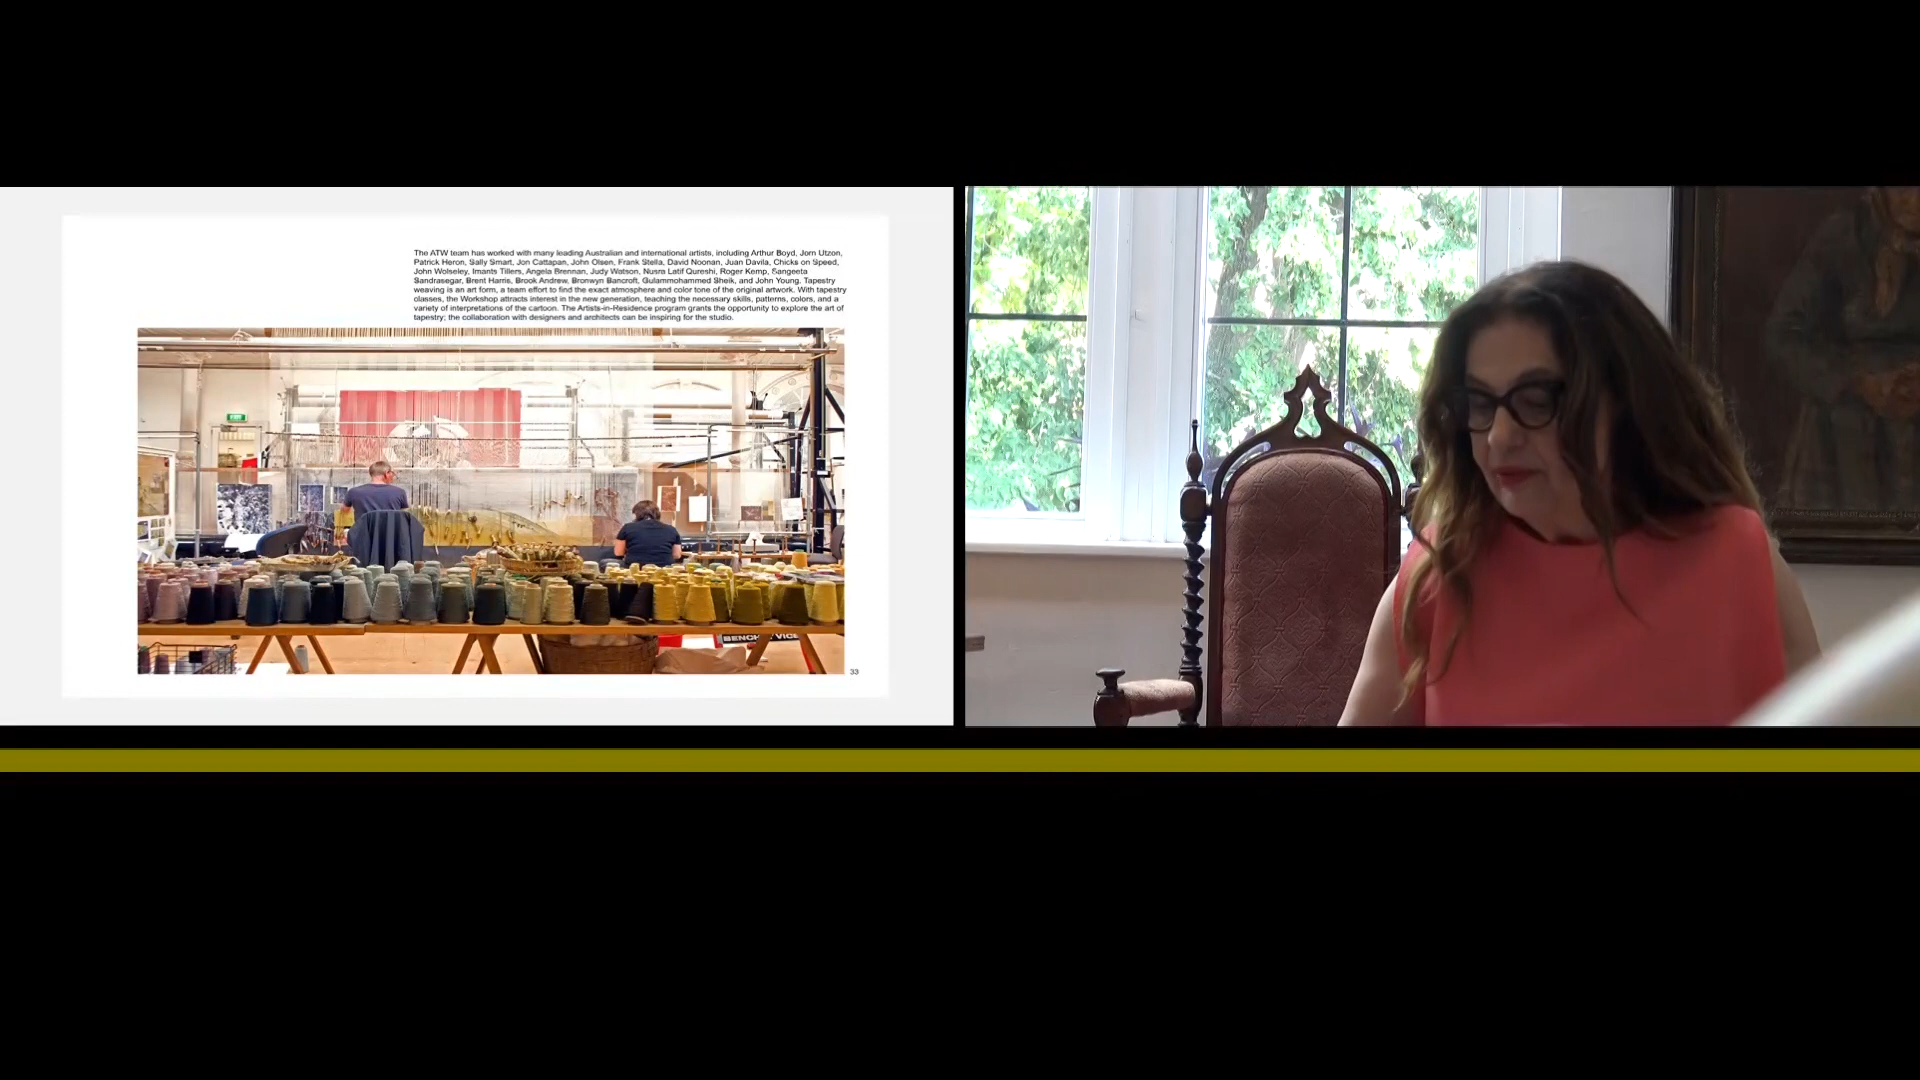 The ATW team has worked with many leading Australian and international artists, including Arthur Boyd, Jorn Utzon,
Patrick Heron, Sally Smart, Jon Cattapan, John Olsen, Frank Stella, David Noonan, Juan Davila, Chicks on Speed,
John Wolseley, Imants Tillers, Angela Brennan, Judy Watson, Nusra Latif Qureshi, Roger Kemp, Sangeeta
Sandrasegar, Brent Harris, Brook Andrew, Bronwyn Bancroft, Gulammohammed Sheik, and John Young. Tapestry
weaving is an art form, a team effort to find the exact atmosphere and color tone of the original artwork. With tapestry
classes, the Workshop attracts interest in the new generation, teaching the necessary skills, patterns, colors, and a
variety of interpretations of the cartoon. The Artists-in-Residence program grants the opportunity to explore the art of
tapestry; the collaboration with designers and architects can be inspiring for the studio.
BENCH VICE
33